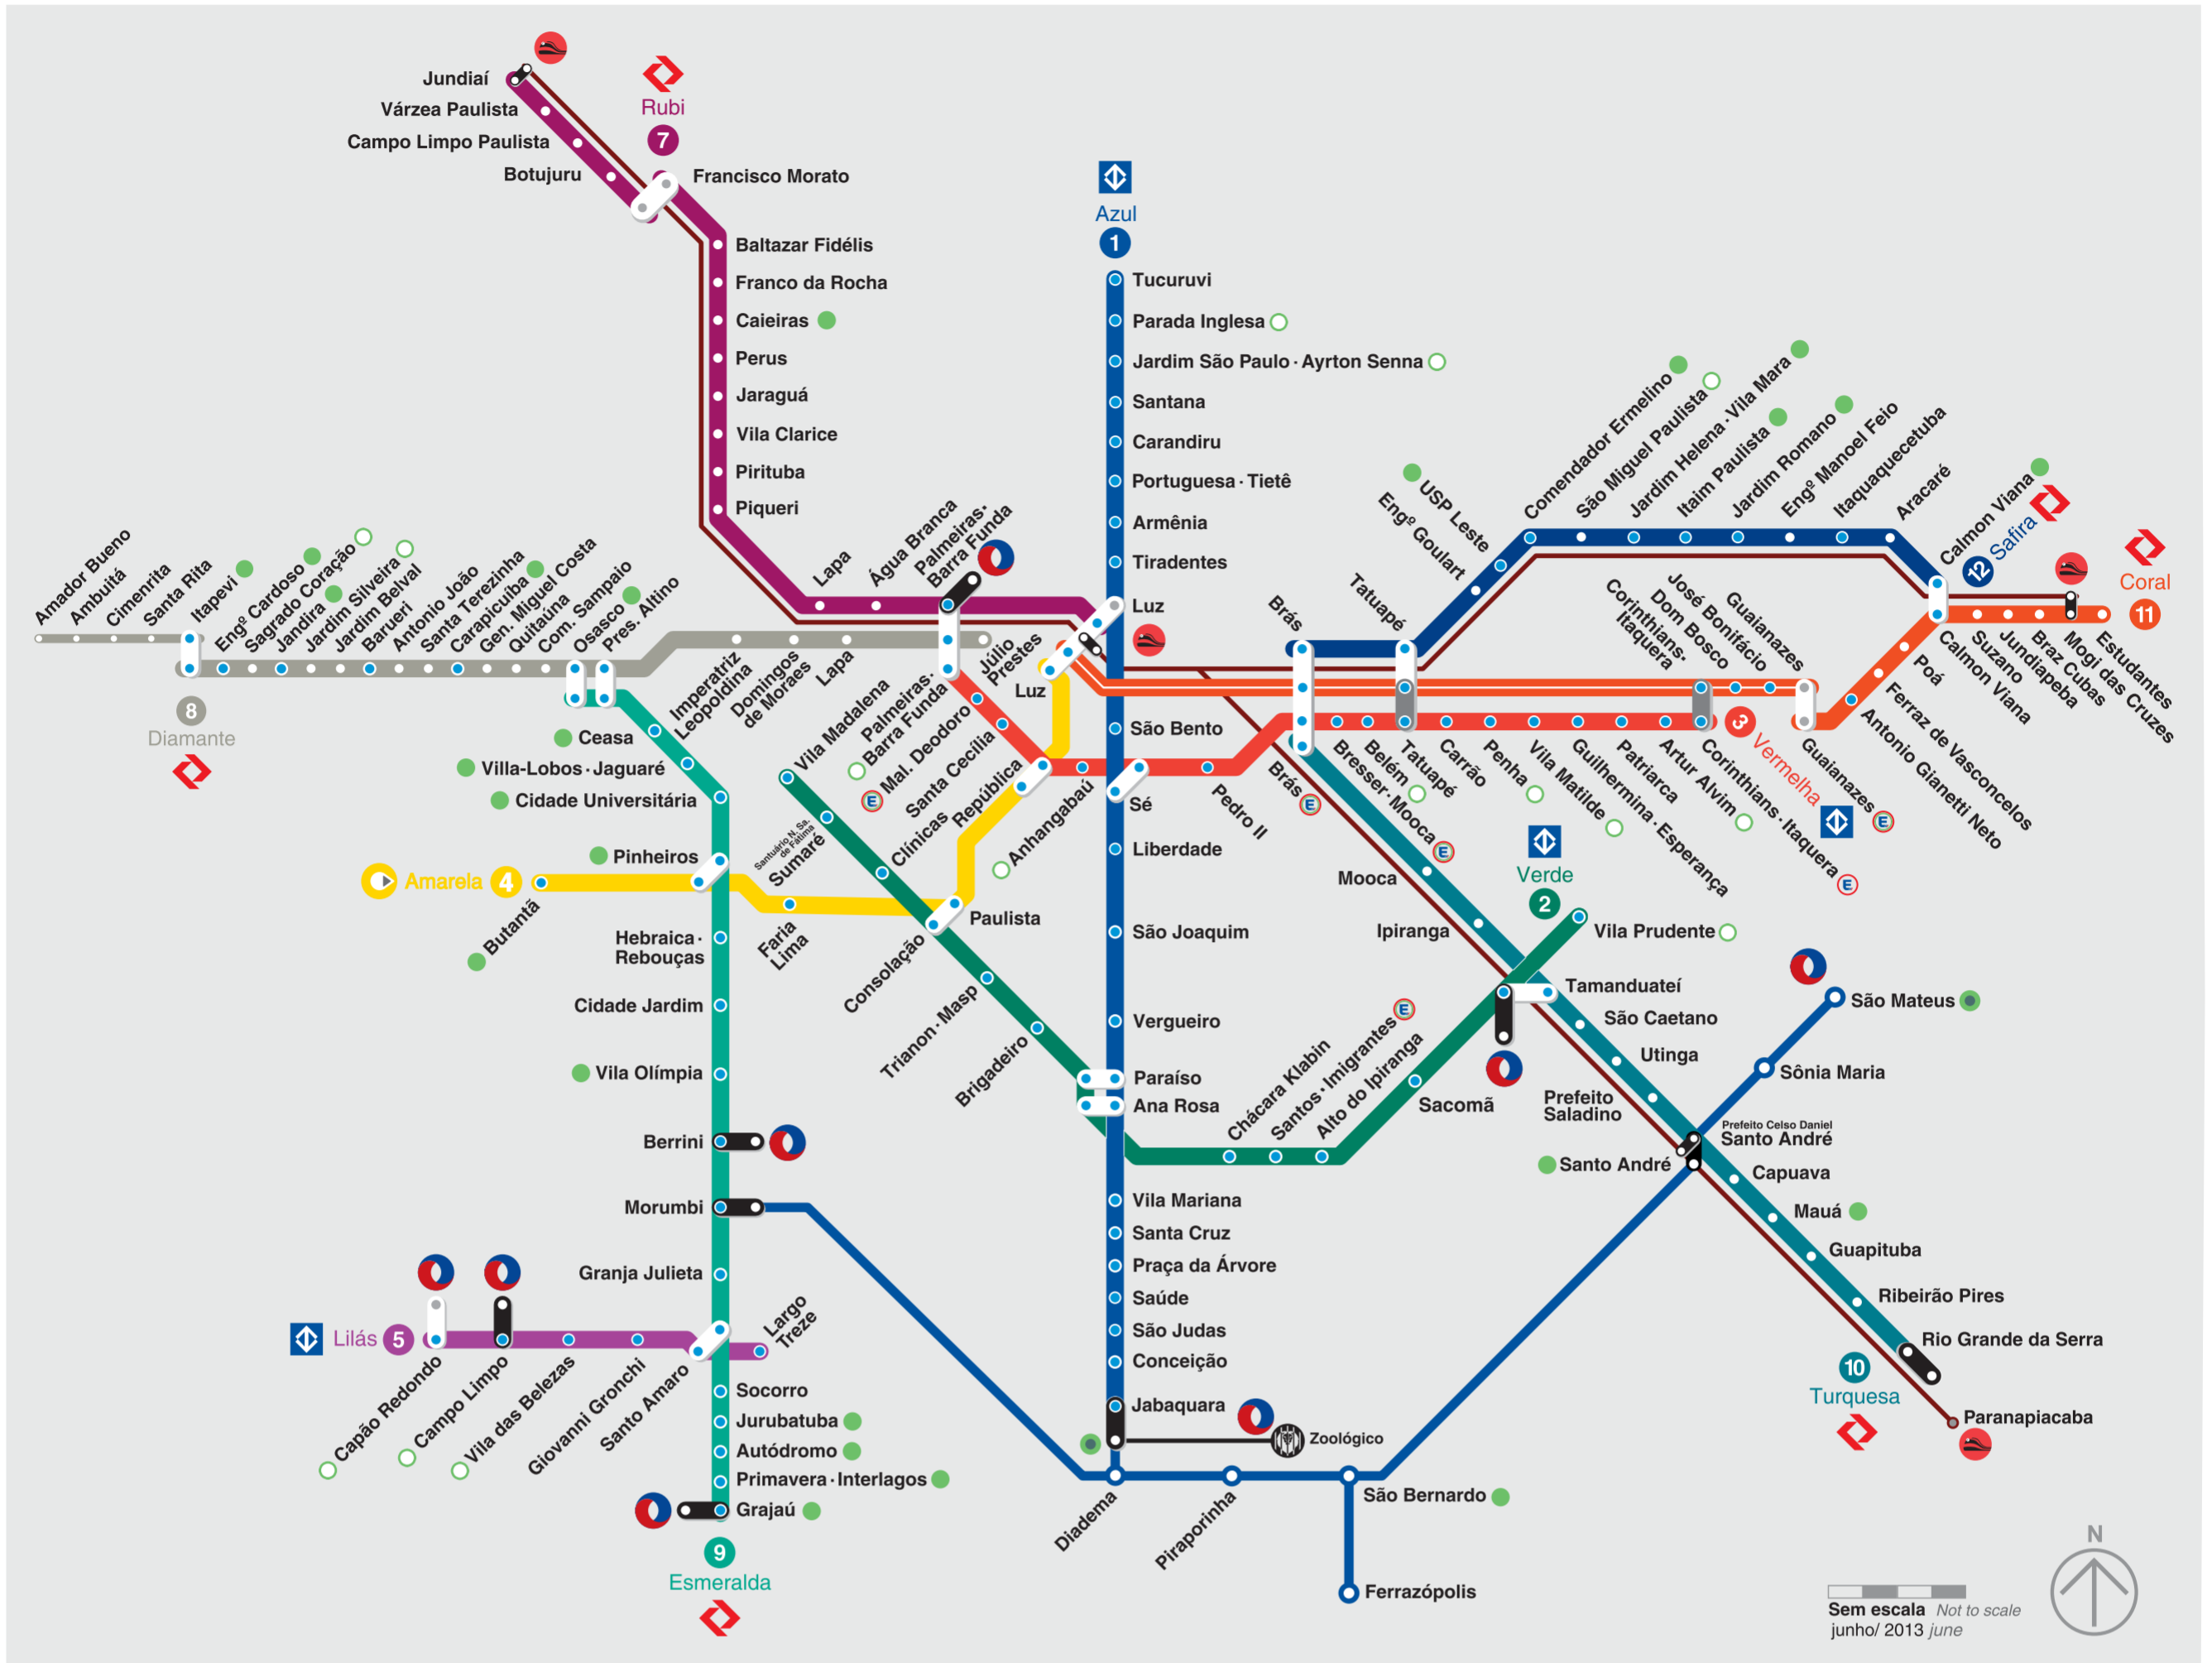 Jundiaí
Várzea Paulista
Campo Limpo Paulista
Botujuru
Rubi
7
Francisco Morato
Baltazar Fidélis
Franco da Rocha
Caieiras
Perus
Jaraguá
Vila Clarice
Pirituba
Piqueri
Lapa
Água Branca
Palmeiras·
Barra Funda
Azul
1
Tucuruvi
Parada Inglesa
Jardim São Paulo · Ayrton Senna
Santana
Carandiru
Portuguesa · Tietê
Armênia
Tiradentes
Luz
São Bento
Sé
Liberdade
São Joaquim
Vergueiro
Paraíso
Ana Rosa
Vila Mariana
Santa Cruz
Praça da Árvore
Saúde
São Judas
Conceição
Jabaquara
Zoológico
Amador Bueno
Ambuitá
Cimenrita
Santa Rita
Itapevi
Engº Cardoso
Sagrado Coração
Jandira
Jardim Silveira
Jardim Belval
Barueri
Antonio João
Santa Terezinha
Carapicuíba
Gen. Miguel Costa
Quitaúna
Com. Sampaio
Osasco
Pres. Altino
Imperatriz
Leopoldina
Domingos
de Moraes
Lapa
Júlio
Prestes
8
Diamante
Luz
Ceasa
Villa-Lobos · Jaguaré
Cidade Universitária
Pinheiros
Hebraica ·
Rebouças
Cidade Jardim
Vila Olímpia
Berrini
Morumbi
Granja Julieta
Socorro
Jurubatuba
Autódromo
Primavera · Interlagos
Grajaú
9
Esmeralda
Amarela
4
Butantã
Faria
Lima
Paulista
República
Vila Madalena
Santuário N. Sa.
de Fátima
Sumaré
Clínicas
Consolação
Trianon · Masp
Brigadeiro
Chácara Klabin
Santos · Imigrantes
E
Alto do Ipiranga
Sacomã
Tamanduateí
Vila Prudente
Verde
2
Palmeiras·
Barra Funda
E
Mal. Deodoro
Santa Cecília
Anhangabaú
Pedro II
Brás
E
Bresser · Mooca
E
Belém
Tatuapé
Carrão
Penha
Vila Matilde
Guilhermina · Esperança
Patriarca
Artur Alvim
Corinthians · Itaquera
E
3
Vermelha
Brás
Tatuapé
Engº Goulart
USP Leste
Comendador Ermelino
São Miguel Paulista
Jardim Helena · Vila Mara
Itaim Paulista
Jardim Romano
Engº Manoel Feio
Itaquaquecetuba
Aracaré
Calmon Viana
12
Safira
Coral
11
Corinthians·
Itaquera
Dom Bosco
José Bonifácio
Guaianazes
Guaianazes
E
Antonio Gianetti Neto
Ferraz de Vasconcelos
Poá
Calmon Viana
Suzano
Jundiapeba
Braz Cubas
Mogi das Cruzes
Estudantes
Mooca
Ipiranga
São Caetano
Utinga
Prefeito
Saladino
Prefeito Celso Daniel
Santo André
Santo André
Capuava
Mauá
Guapituba
Ribeirão Pires
Rio Grande da Serra
10
Turquesa
Paranapiacaba
São Mateus
Sônia Maria
Lilás
5
Capão Redondo
Campo Limpo
Vila das Belezas
Giovanni Gronchi
Santo Amaro
Largo
Treze
Diadema
Piraporinha
São Bernardo
Ferrazópolis
N
Sem escala Not to scale
junho/ 2013 june